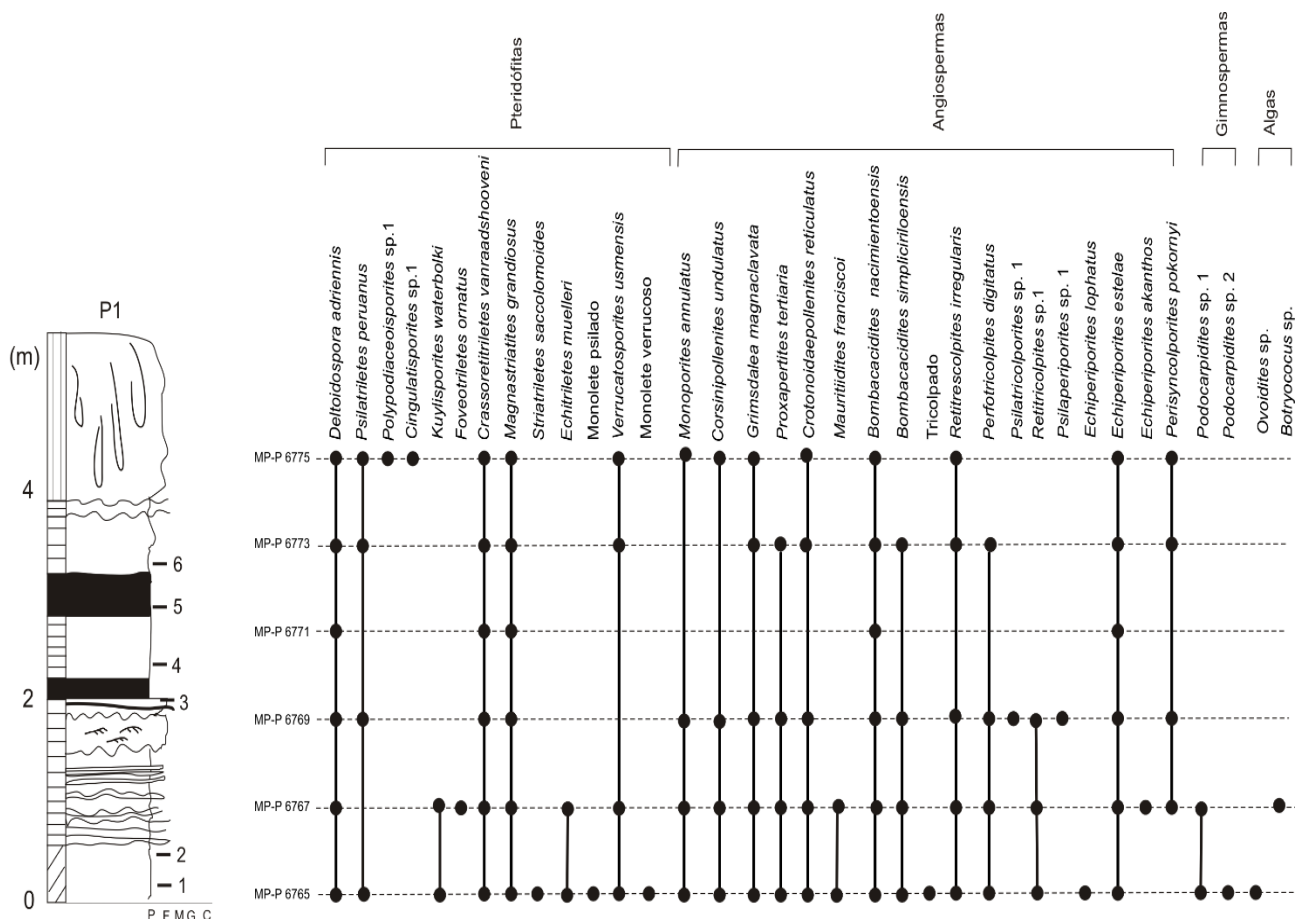 Pteridófitas
Angiospermas
Gimnospermas
Algas
Deltoidospora adriennis
Psilatriletes peruanus
Polypodiaceoisporites sp.1
Cingulatisporites sp.1
Kuylisporites waterbolki
Foveotriletes ornatus
Crassoretitriletes vanraadshooveni
Magnastriatites grandiosus
Striatriletes saccolomoides
Echitriletes muelleri
Monolete psilado
Verrucatosporites usmensis
Monolete verrucoso
Monoporites annulatus
Corsinipollenites undulatus
Grimsdalea magnaclavata
Proxapertites tertiaria
Crotonoidaepollenites reticulatus
Mauritiidites franciscoi
Bombacacidites nacimientoensis
Bombacacidites simpliciriloensis
Tricolpado
Retitrescolpites irregularis
Perfotricolpites digitatus
Psilatricolporites sp. 1
Retitricolpites sp.1
Psilaperiporites sp. 1
Echiperiporites lophatus
Echiperiporites estelae
Echiperiporites akanthos
Perisyncolporites pokornyi
Podocarpidites sp. 1
Podocarpidites sp. 2
Ovoidites sp.
Botryococus sp.
P1
(m)
4
2
0
6
5
4
3
2
1
P F M G C
MP-P 6775
MP-P 6773
MP-P 6771
MP-P 6769
MP-P 6767
MP-P 6765